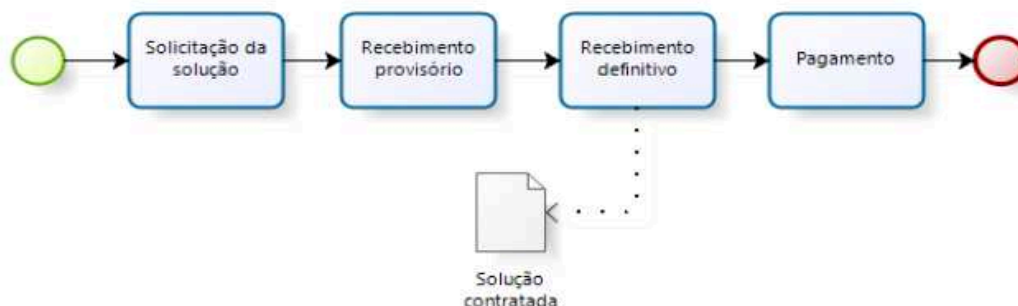 Solicitação da
solução
Recebimento
provisório
Recebimento
definitivo
Pagamento
Solução
contratada